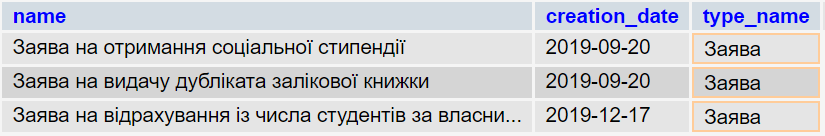 name creation_date type_name
Заява на отримання соціальної стипендії 2019-09-20 Заява
Заява на видачу дубліката залікової книжки 2019-09-20 Заява
Заява на відрахування із числа студентів за власни... 2019-12-17 Заява